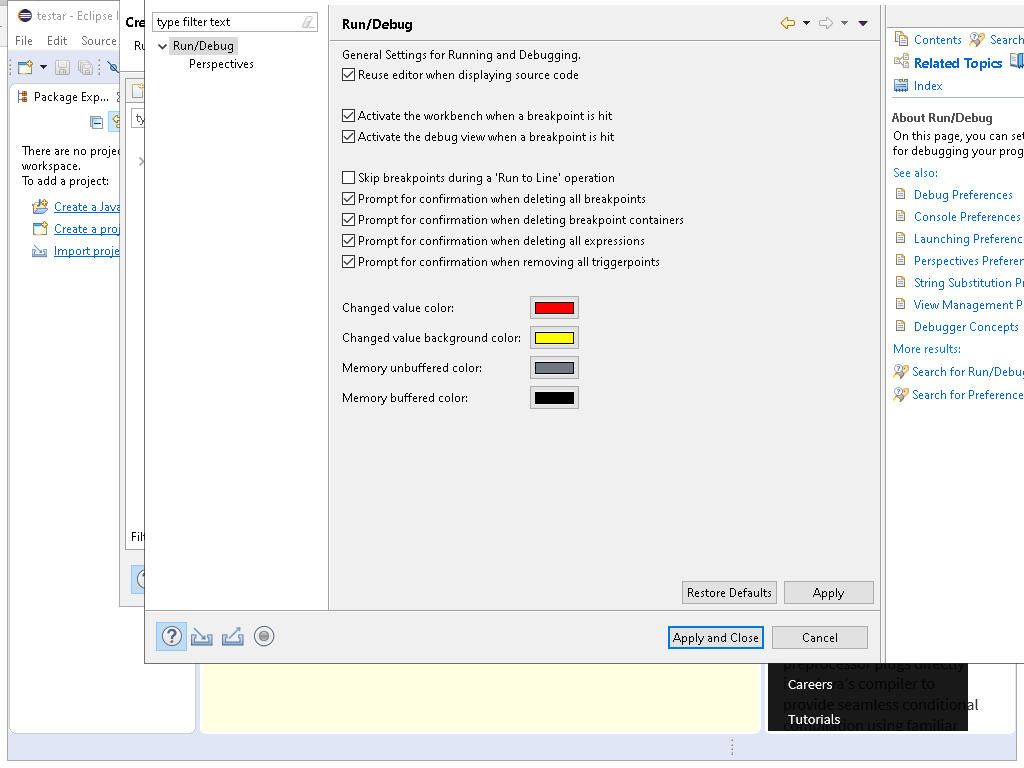 testar - Eclipse I
File Edit Source
Package Exp...
There are no proje
workspace.
To add a project:
Create a Java
Create a proj
Import proje
Cre
Ru
ty
Filt
type filter text
Run/Debug
Perspectives
Run/Debug
General Settings for Running and Debugging.
Reuse editor when displaying source code
Activate the workbench when a breakpoint is hit
Activate the debug view when a breakpoint is hit
Skip breakpoints during a 'Run to Line' operation
Prompt for confirmation when deleting all breakpoints
Prompt for confirmation when deleting breakpoint containers
Prompt for confirmation when deleting all expressions
Prompt for confirmation when removing all triggerpoints
Changed value color:
Changed value background color:
Memory unbuffered color:
Memory buffered color:
Restore Defaults Apply
Apply and Close Cancel
Contents Search
Related Topics
Index
About Run/Debug
On this page, you can set
for debugging your prog
See also:
Debug Preferences
Console Preferences
Launching Preferenc
Perspectives Preferen
String Substitution Pr
View Management P
Debugger Concepts
More results:
Search for Run/Debug
Search for Preference
preprocessor plugs directly
Careers
's compiler to
provide seamless conditional
Tutorials
compilation using familiar